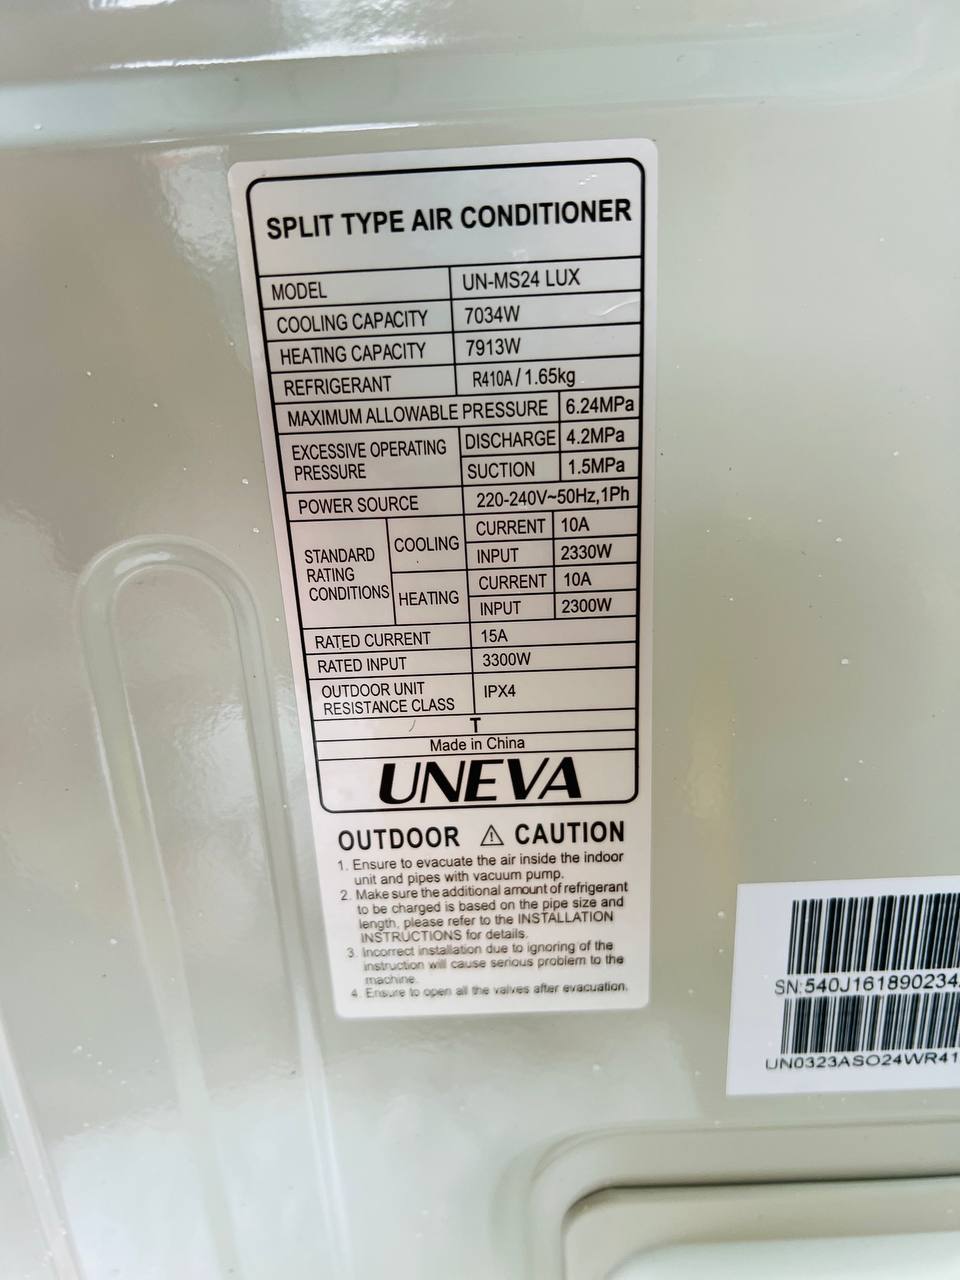 SPLIT TYPE AIR CONDITIONER
MODEL UN-MS24 LUX
COOLING CAPACITY 7034W
HEATING CAPACITY 7913W
REFRIGERANT R410A / 1.65kg
MAXIMUM ALLOWABLE PRESSURE 6.24MPa
EXCESSIVE OPERATING PRESSURE DISCHARGE 4.2MPa
SUCTION 1.5MPa
POWER SOURCE 220-240V~50Hz,1Ph
STANDARD RATING CONDITIONS COOLING CURRENT 10A
INPUT 2330W
HEATING CURRENT 10A
INPUT 2300W
RATED CURRENT 15A
RATED INPUT 3300W
OUTDOOR UNIT RESISTANCE CLASS IPX4
T
Made in China
UNEVA
OUTDOOR ⚠ CAUTION
1. Ensure to evacuate the air inside the indoor
unit and pipes with vacuum pump.
2. Make sure the additional amount of refrigerant
to be charged is based on the pipe size and
length, please refer to the INSTALLATION
INSTRUCTIONS for details.
3. Incorrect installation due to ignoring of the
instruction will cause serious problem to the
machine.
4. Ensure to open all the valves after evacuation.
SN:540J161890234
UN0323ASO24WR41